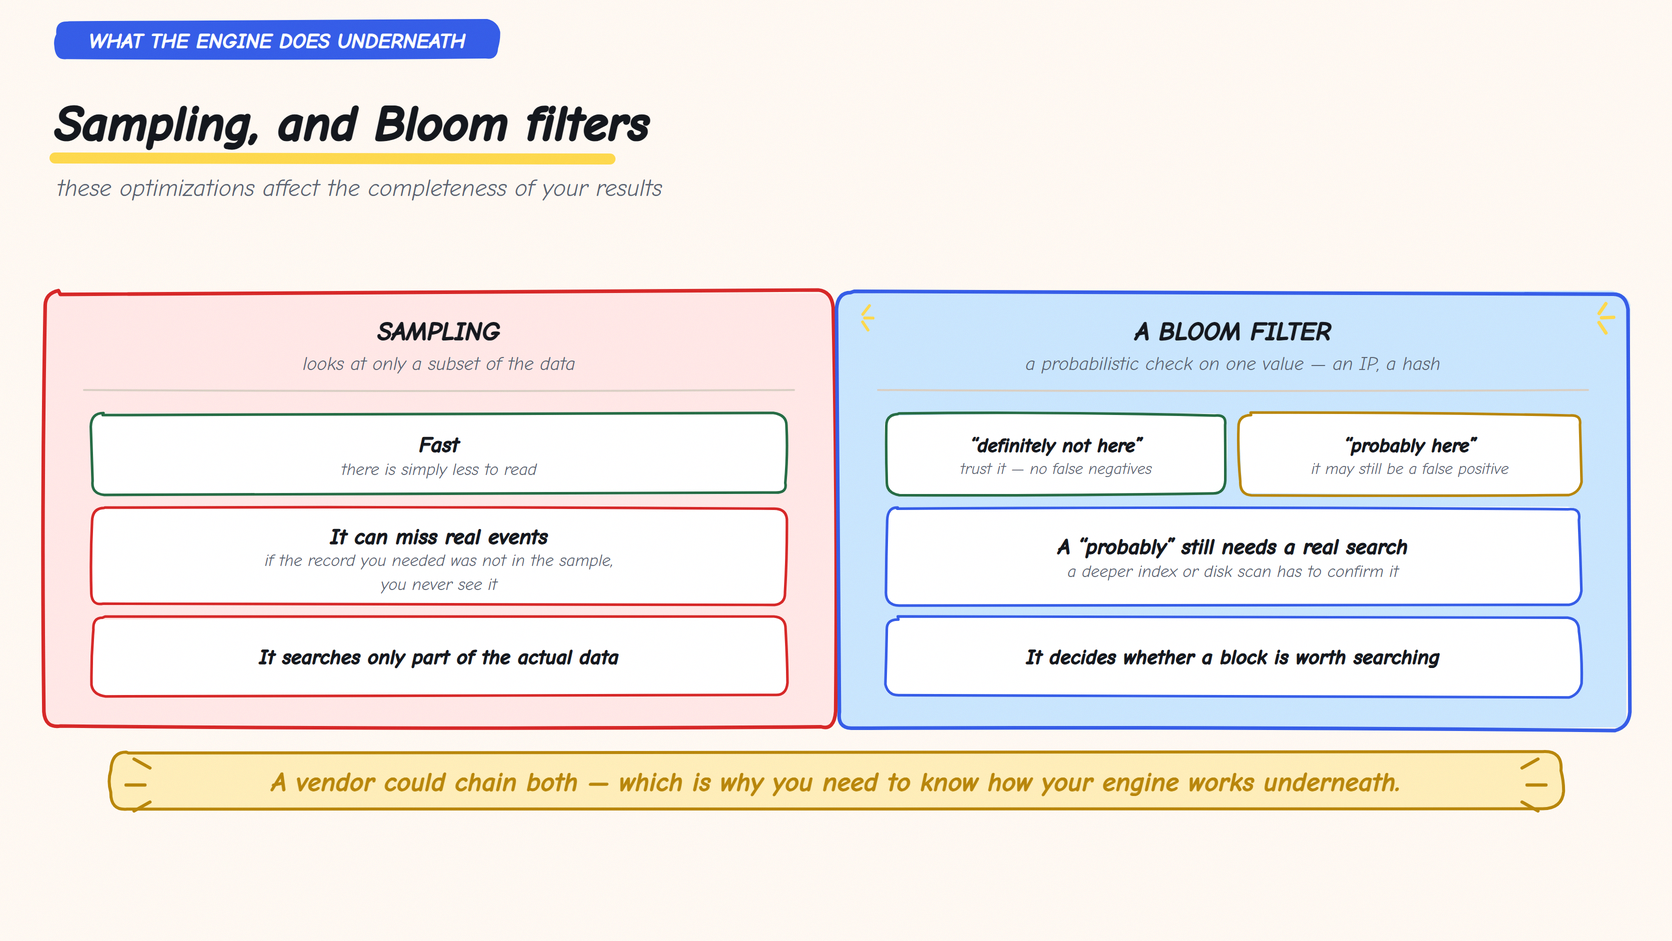 WHAT THE ENGINE DOES UNDERNEATH
Sampling, and Bloom filters
these optimizations affect the completeness of your results
SAMPLING
looks at only a subset of the data
Fast
there is simply less to read
It can miss real events
if the record you needed was not in the sample,
you never see it
It searches only part of the actual data
A BLOOM FILTER
a probabilistic check on one value — an IP, a hash
“definitely not here”
trust it — no false negatives
“probably here”
it may still be a false positive
A “probably” still needs a real search
a deeper index or disk scan has to confirm it
It decides whether a block is worth searching
A vendor could chain both — which is why you need to know how your engine works underneath.